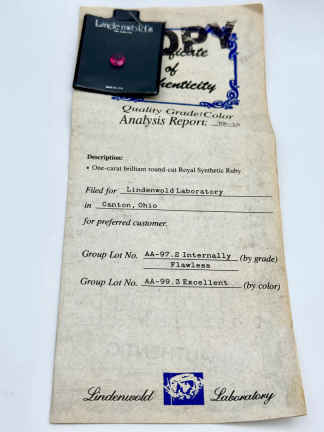 Lindenwold's
COPY
Certificate
of
Authenticity
Quality Grade/Color
Analysis Report:
Description:
• One-carat brilliant round-cut Royal Synthetic Ruby
Filed for Lindenwold Laboratory
in Canton, Ohio
for preferred customer.
Group Lot No. AA-97.2 Internally (by grade)
Flawless
Group Lot No. AA-99.3 Excellent (by color)
Lindenwold Laboratory